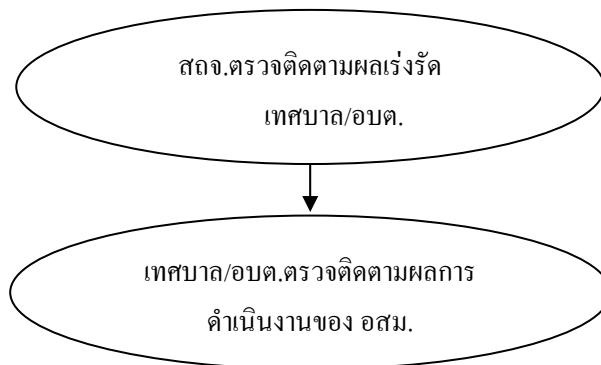 สถจ.ตรวจติดตามผลเร่งรัด
เทศบาล/อบต.
เทศบาล/อบต.ตรวจติดตามผลการ
ดำเนินงานของ อสม.